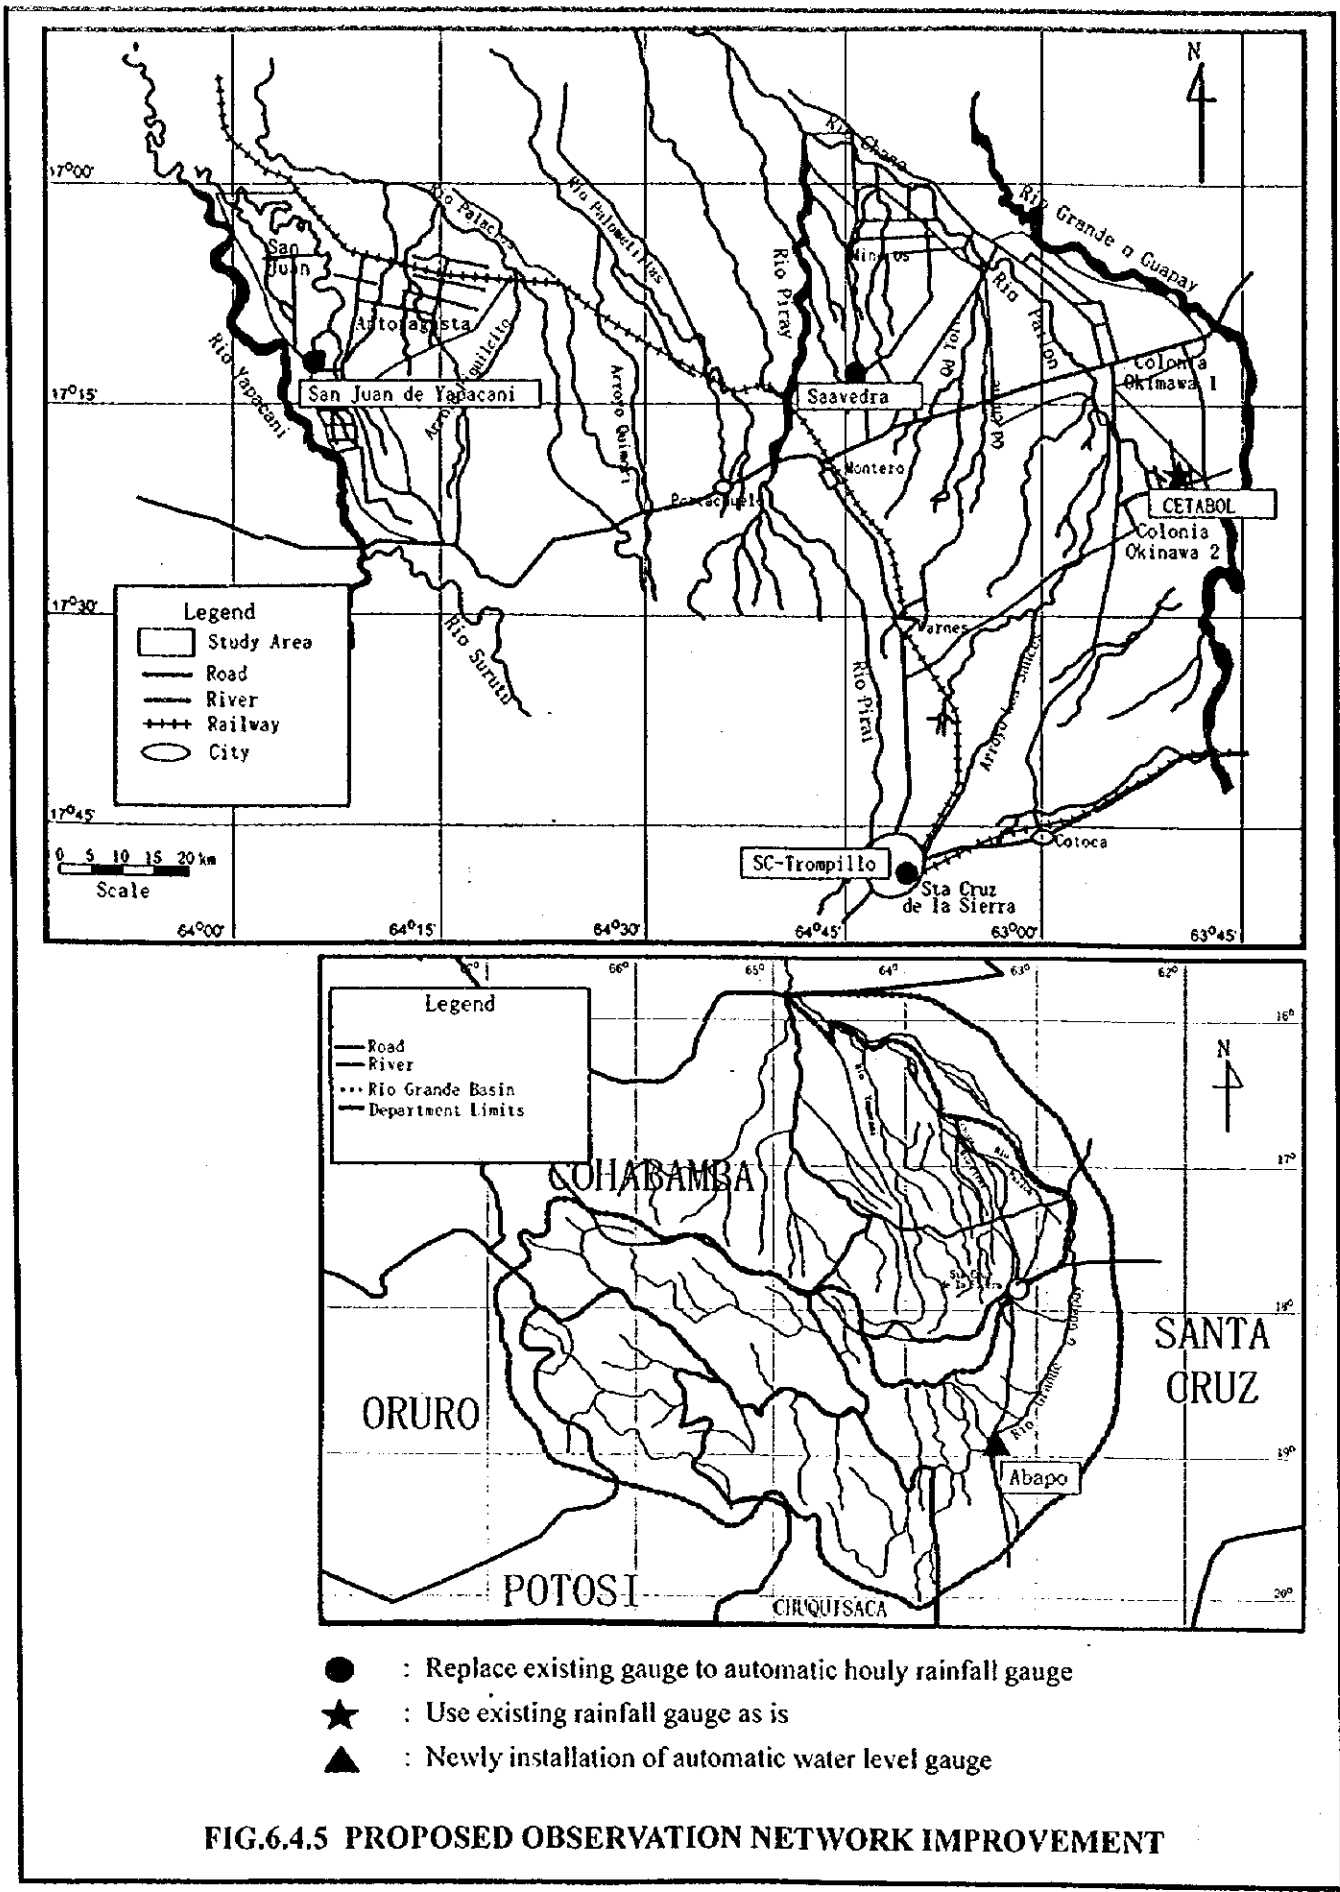 N
Rio Chane
17°00'
Rio Grande o Guapay
Rio Palacios
Rio Palometillas
San
Juan
Rio Piray
Mineros
Rio
Pailon
Antofagasta
Rio Yapacani
Colonia
Okimawa 1
San Juan de Yapacani
Saavedra
17°15'
Montero
CETABOL
Colonia
Okinawa 2
17°30'
Legend
Study Area
Road
River
Railway
City
Warnes
Rio Surutu
Rio Pirai
17°45'
0 5 10 15 20 km
Scale
SC-Trompillo
Cotoca
Sta Cruz
de la Sierra
64°00' 64°15' 64°30' 64°45' 63°00' 63°45'
66° 65° 64° 63° 62°
Legend
Road
River
Rio Grande Basin
Department Limits
16°
N
17°
COHABAMBA
18°
SANTA
CRUZ
ORURO
Rio Grande
19°
Abapo
POTOSI
CHUQUISACA
20°
: Replace existing gauge to automatic houly rainfall gauge
: Use existing rainfall gauge as is
: Newly installation of automatic water level gauge
FIG.6.4.5 PROPOSED OBSERVATION NETWORK IMPROVEMENT